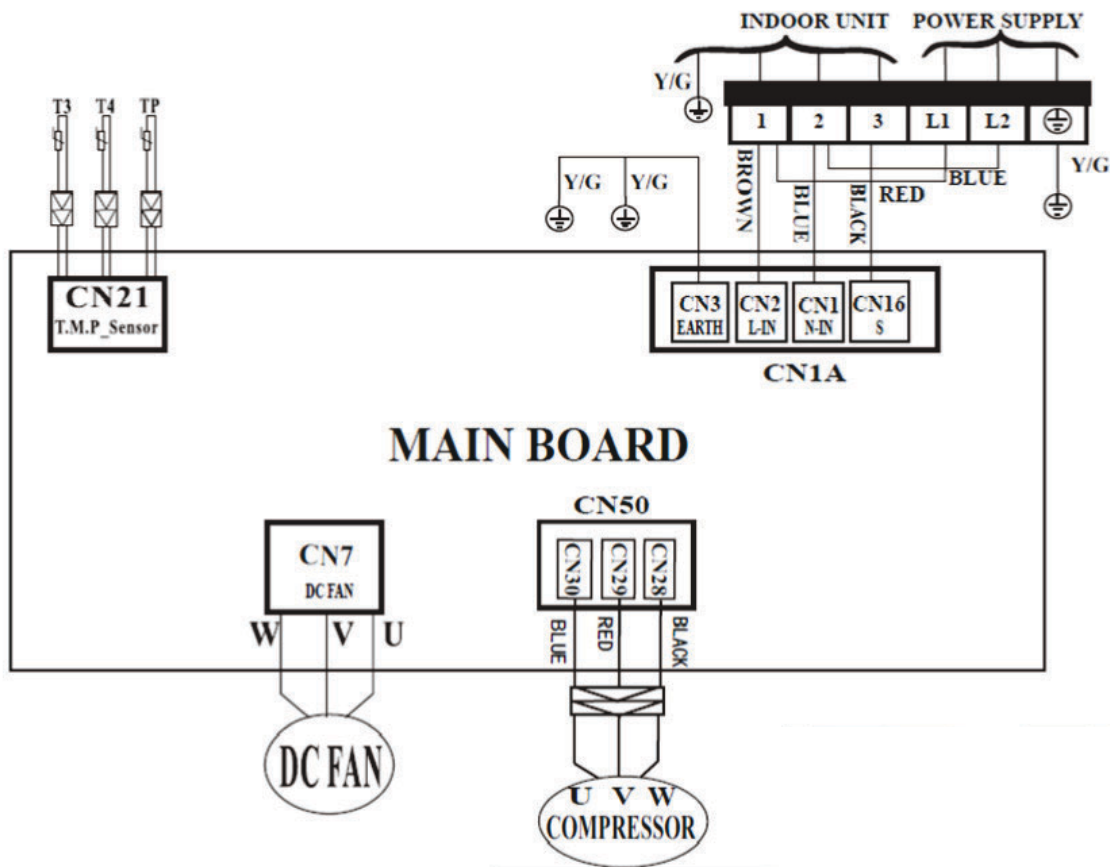 INDOOR UNIT POWER SUPPLY
Y/G
T3 T4 TP
1 2 3 L1 L2
Y/G Y/G
BROWN
BLUE
BLACK
RED
BLUE
Y/G
CN21
T.M.P_Sensor
CN3
EARTH
CN2
L-IN
CN1
N-IN
CN16
S
CN1A
MAIN BOARD
CN7
DC FAN
CN50
CN30
CN29
CN28
W V U
BLUE
RED
BLACK
DC FAN
U V W
COMPRESSOR